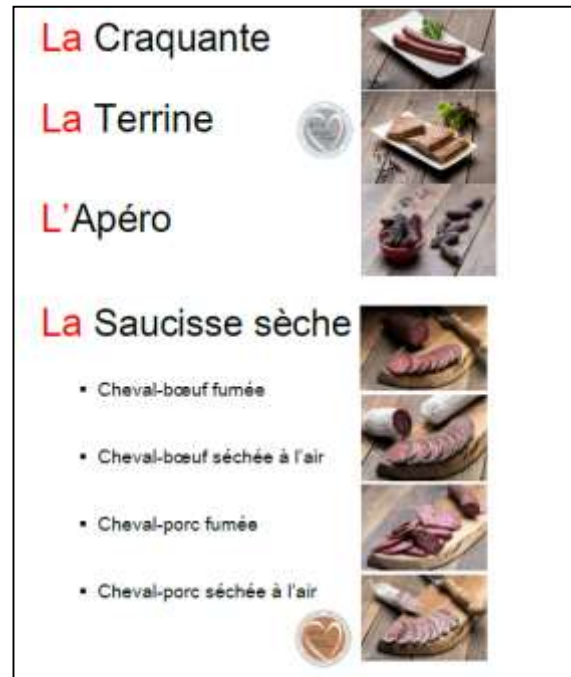 La Craquante
La Terrine
L'Apéro
La Saucisse sèche
▪ Cheval-bœuf fumée
▪ Cheval-bœuf séchée à l'air
▪ Cheval-porc fumée
▪ Cheval-porc séchée à l'air